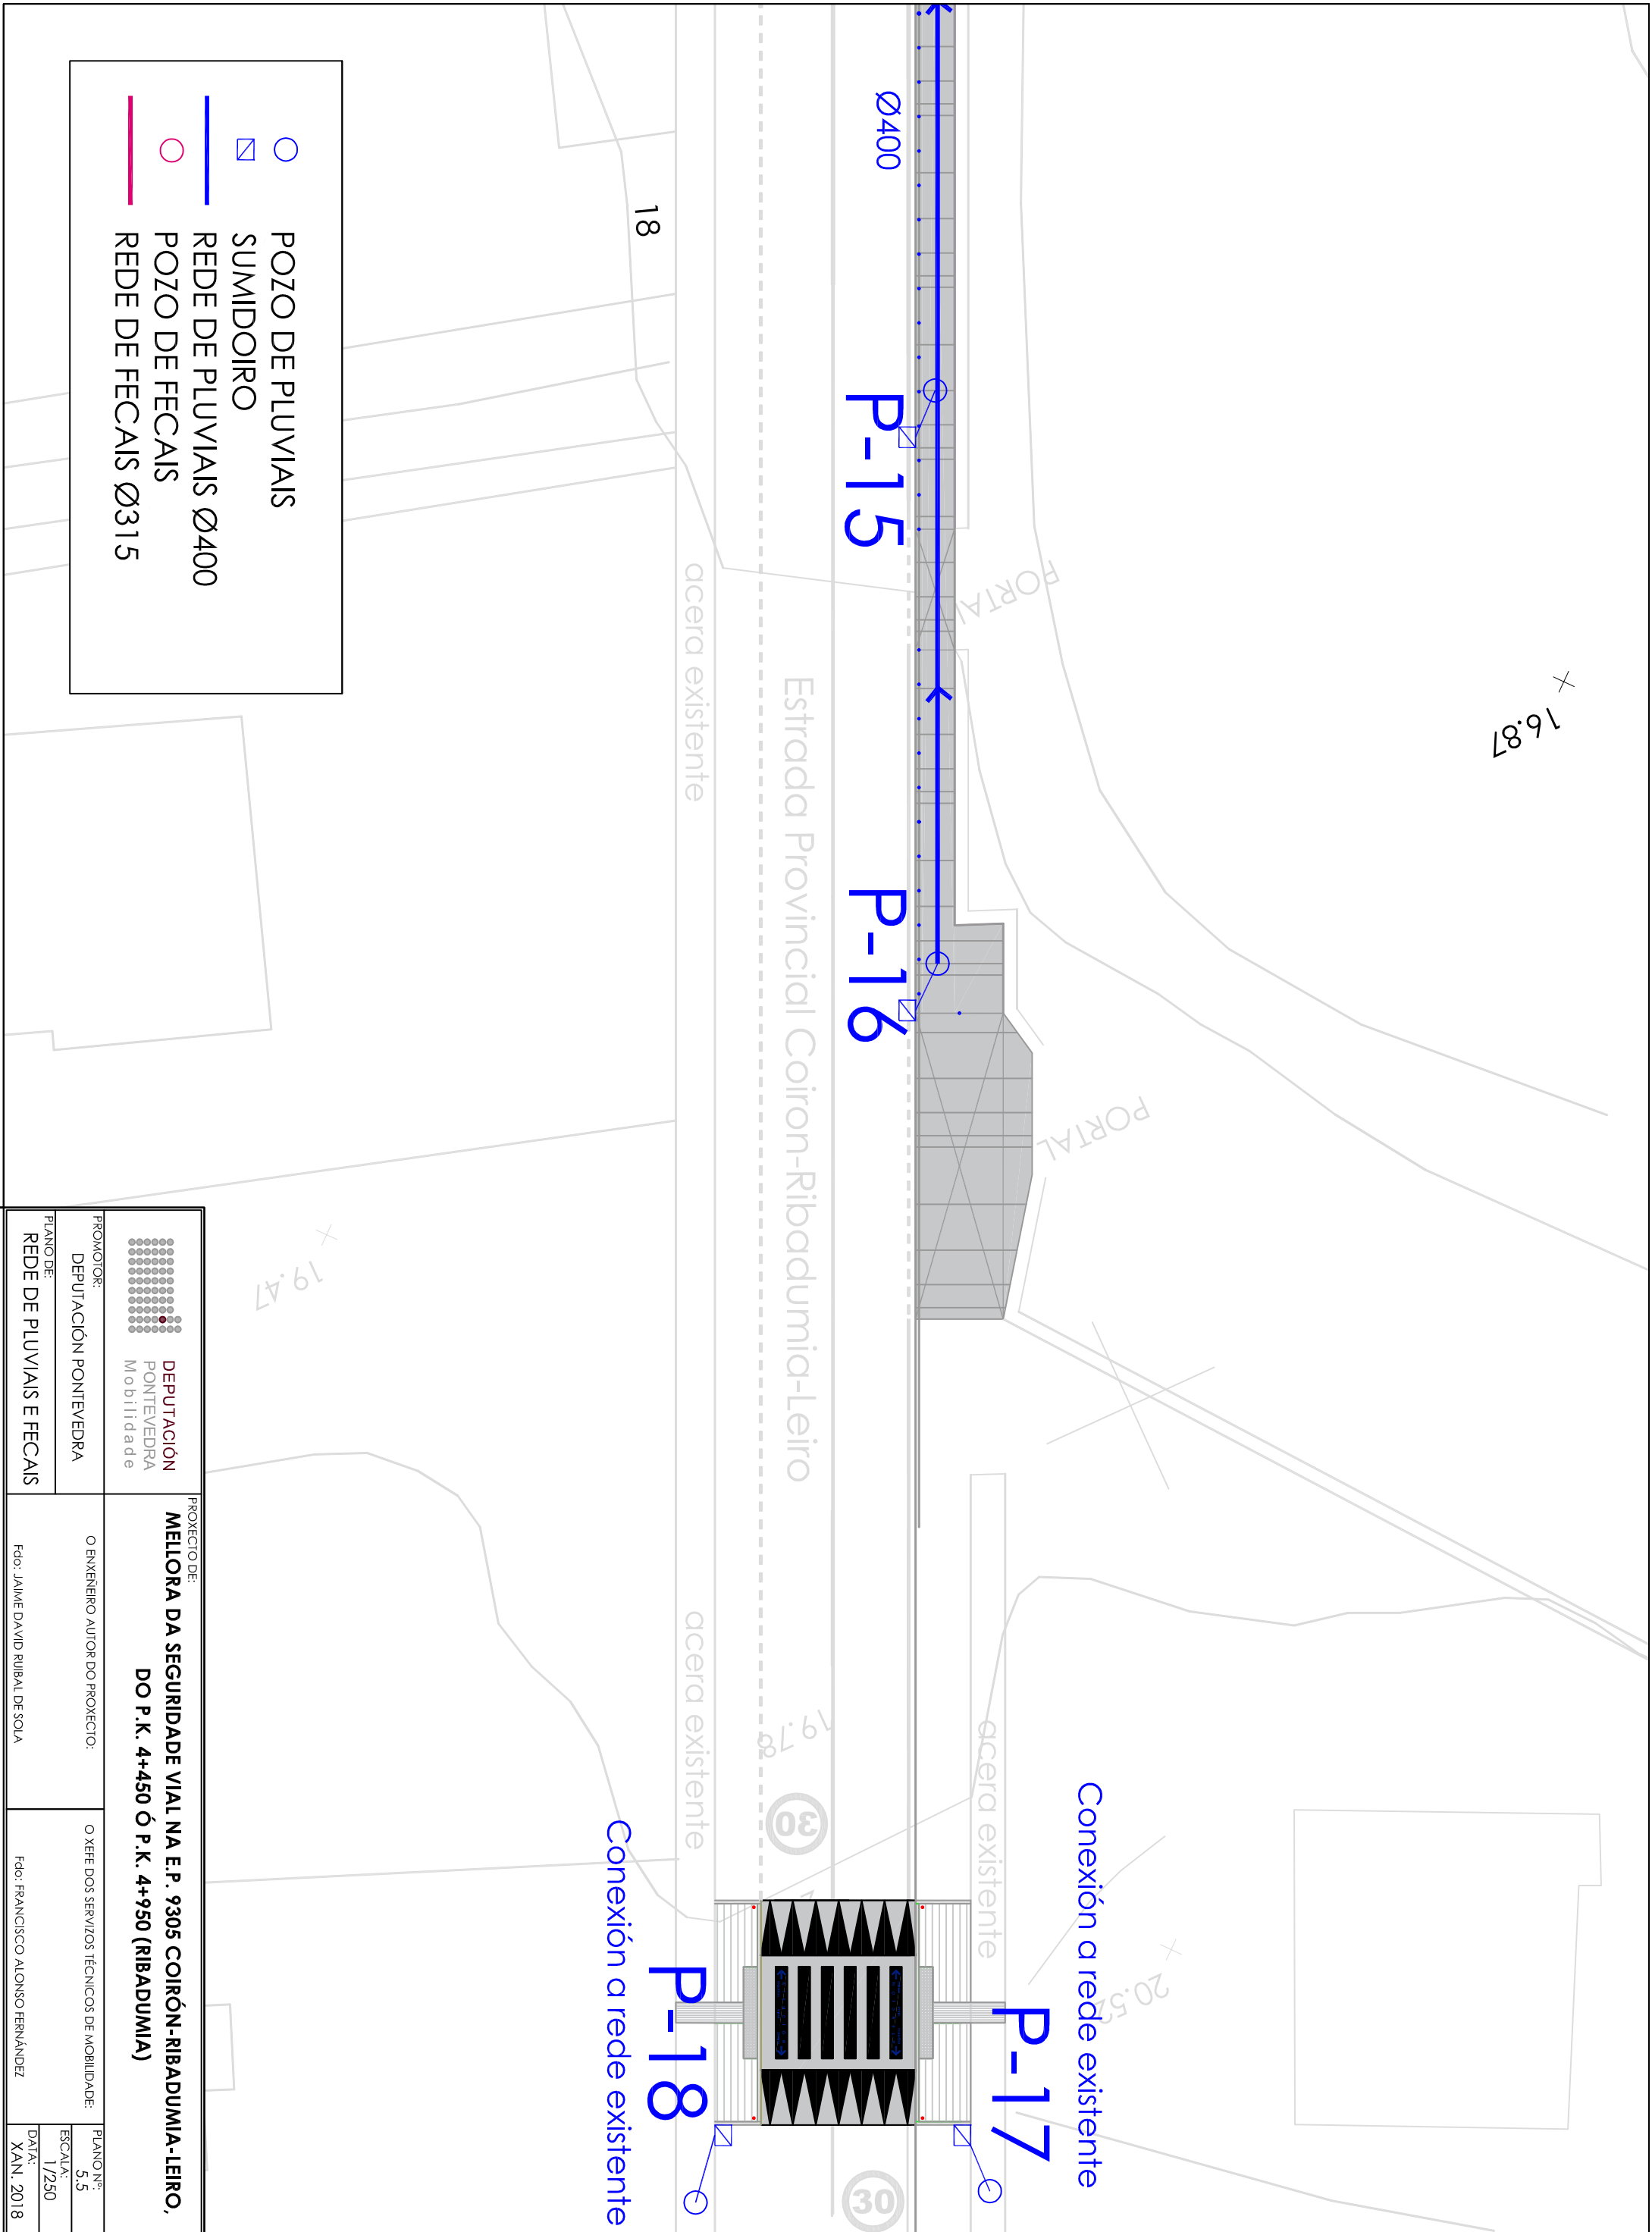 16.87
PORTAL
PORTAL
20.52
Conexión a rede existente
P-17
acera existente
Ø400
P-15
P-16
Estrada Provincial Coiron-Ribadumia-Leiro
19.78
30
30
18
acera existente
acera existente
P-18
Conexión a rede existente
19.47
POZO DE PLUVIAIS
SUMIDOIRO
REDE DE PLUVIAIS Ø400
POZO DE FECAIS
REDE DE FECAIS Ø315
DEPUTACIÓN
PONTEVEDRA
Mobilidade
PROXECTO DE:
MELLORA DA SEGURIDADE VIAL NA E.P. 9305 COIRÓN-RIBADUMIA-LEIRO,
DO P.K. 4+450 Ó P.K. 4+950 (RIBADUMIA)
PROMOTOR:
DEPUTACIÓN PONTEVEDRA
PLANO DE:
REDE DE PLUVIAIS E FECAIS
O ENXEÑEIRO AUTOR DO PROXECTO:
Fdo: JAIME DAVID RUIBAL DE SOLA
O XEFE DOS SERVIZOS TÉCNICOS DE MOBILIDADE:
Fdo: FRANCISCO ALONSO FERNÁNDEZ
PLANO Nº:
5.5
ESCALA:
1/250
DATA:
XAN. 2018